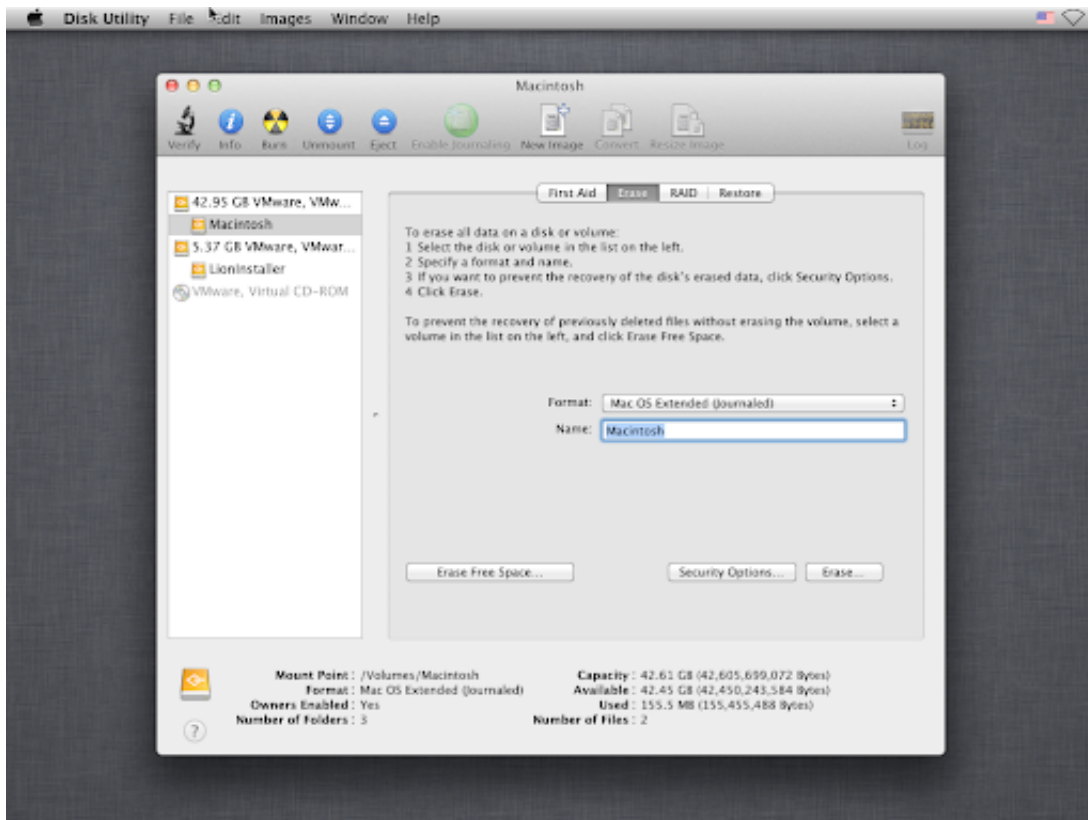 Disk Utility File Edit Images Window Help
Macintosh
Verify Info Burn Unmount Eject Enable Journaling New Image Convert Resize Image Log
42.95 GB VMware, VMw...
Macintosh
5.37 GB VMware, VMwar...
LionInstaller
VMware, Virtual CD-ROM
First Aid Erase RAID Restore
To erase all data on a disk or volume:
1 Select the disk or volume in the list on the left.
2 Specify a format and name.
3 If you want to prevent the recovery of the disk's erased data, click Security Options.
4 Click Erase.
To prevent the recovery of previously deleted files without erasing the volume, select a
volume in the list on the left, and click Erase Free Space.
Format: Mac OS Extended (Journaled)
Name: Macintosh
Erase Free Space... Security Options... Erase...
Mount Point : /Volumes/Macintosh Capacity : 42.61 GB (42,605,699,072 Bytes)
Format : Mac OS Extended (Journaled) Available : 42.45 GB (42,450,243,584 Bytes)
Owners Enabled : Yes Used : 155.5 MB (155,455,488 Bytes)
Number of Folders : 3 Number of Files : 2
?